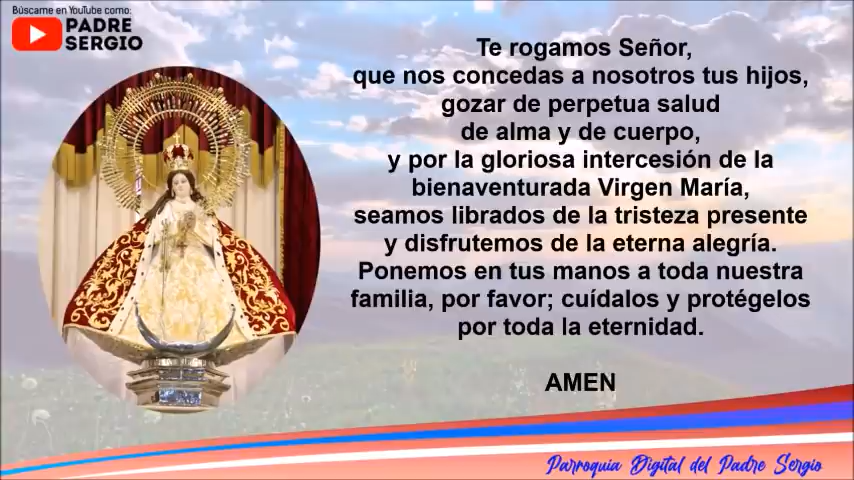 Búscame en YouTube como:
PADRE
SERGIO
Te rogamos Señor,
que nos concedas a nosotros tus hijos,
gozar de perpetua salud
de alma y de cuerpo,
y por la gloriosa intercesión de la
bienaventurada Virgen María,
seamos librados de la tristeza presente
y disfrutemos de la eterna alegría.
Ponemos en tus manos a toda nuestra
familia, por favor; cuídalos y protégelos
por toda la eternidad.
AMEN
Parroquia Digital del Padre Sergio